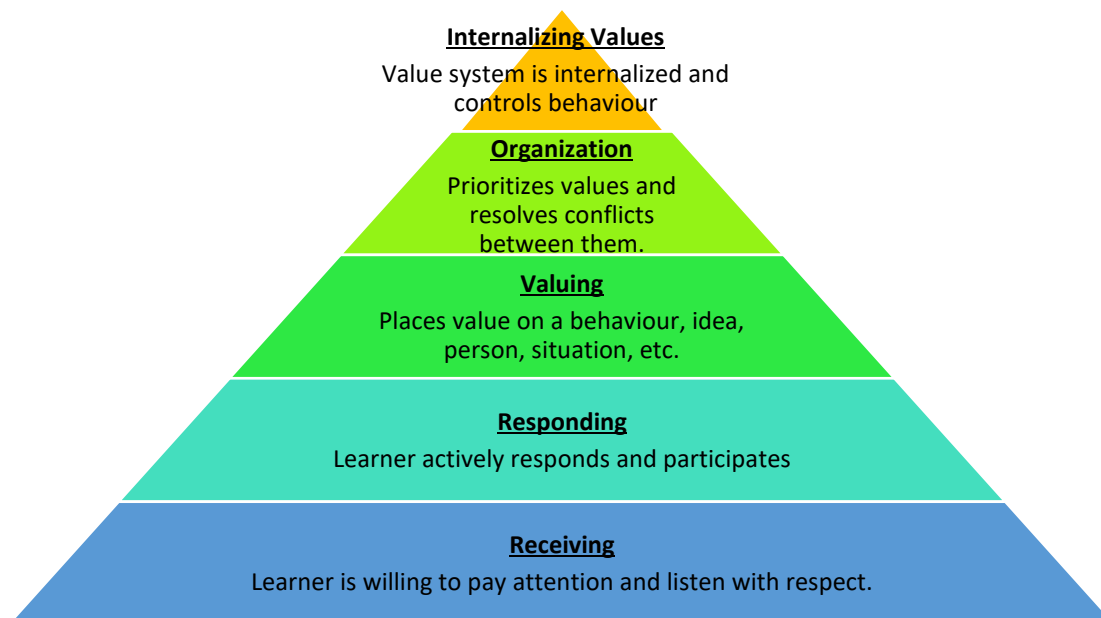 Internalizing Values
Value system is internalized and
controls behaviour
Organization
Prioritizes values and
resolves conflicts
between them.
Valuing
Places value on a behaviour, idea,
person, situation, etc.
Responding
Learner actively responds and participates
Receiving
Learner is willing to pay attention and listen with respect.